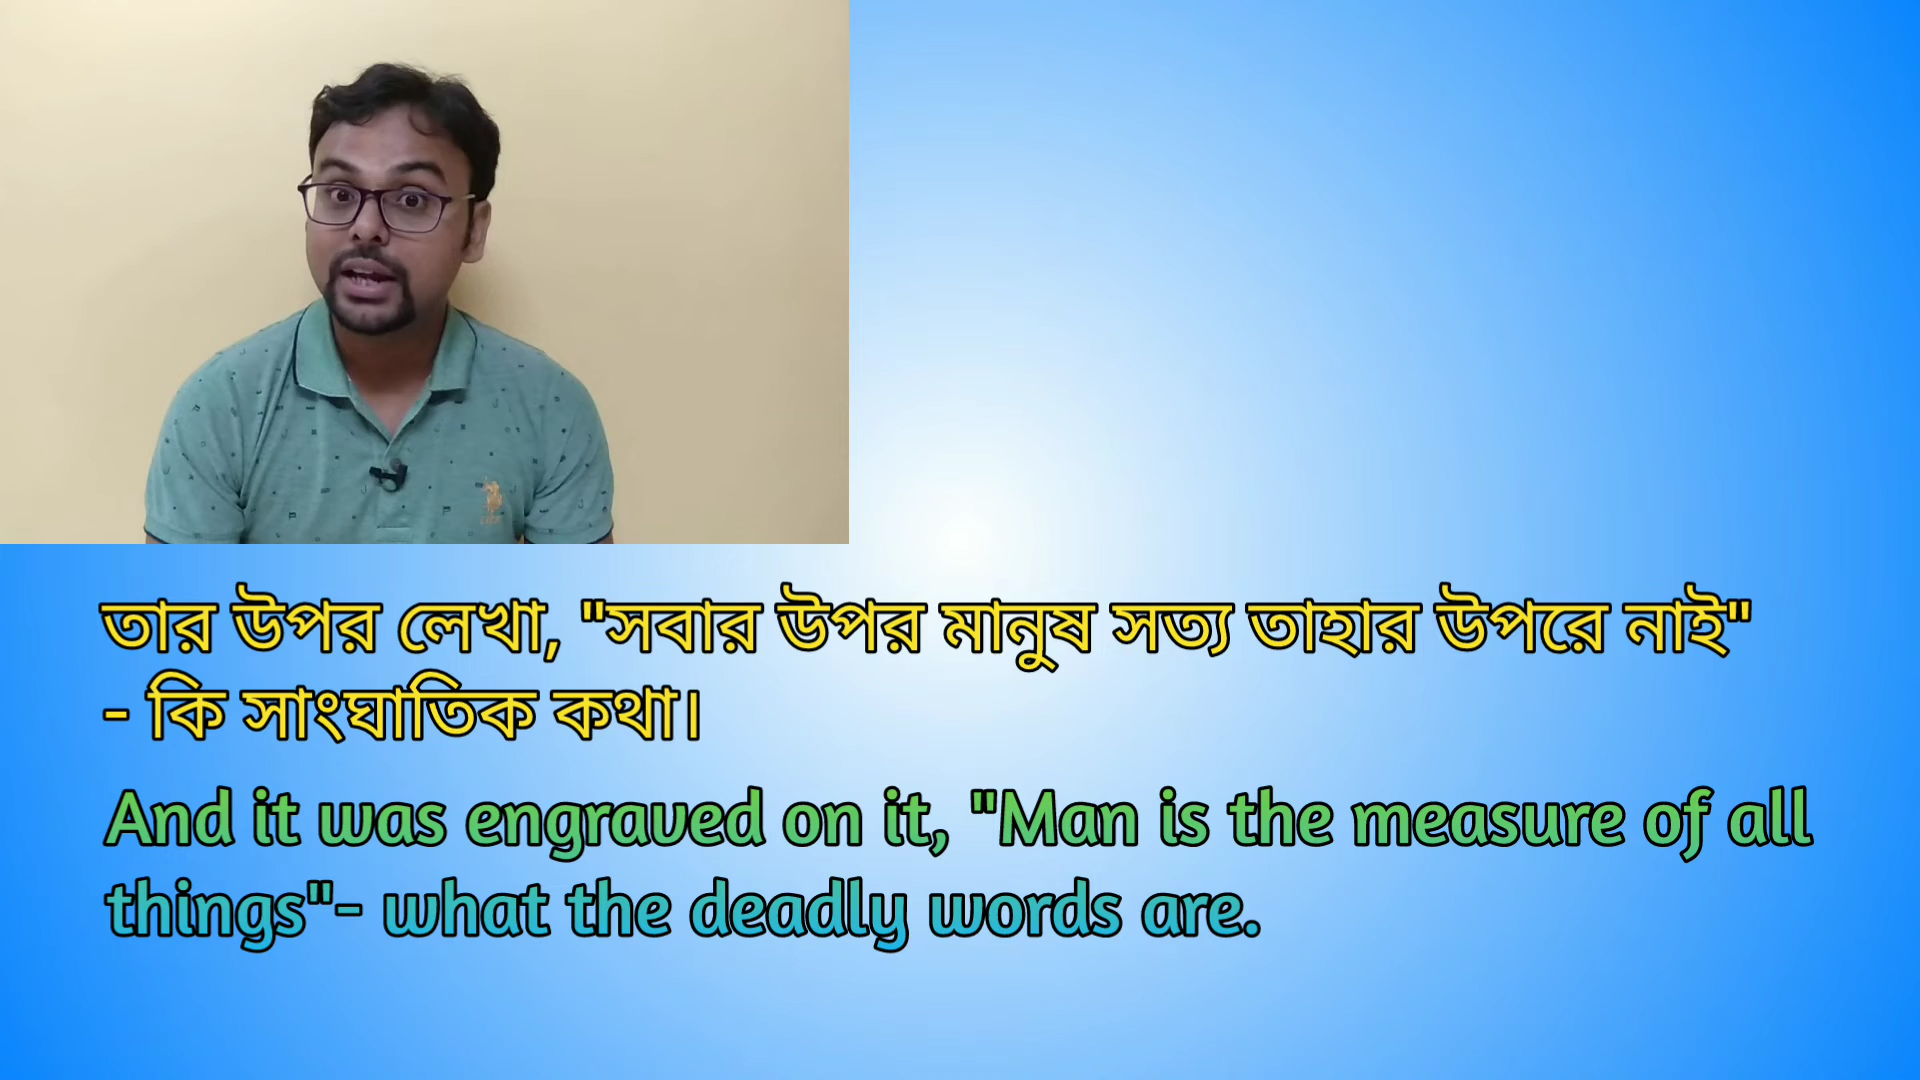 তার উপর লেখা, "সবার উপর মানুষ সত্য তাহার উপরে নাই"
- কি সাংঘাতিক কথা।
And it was engraved on it, "Man is the measure of all
things"- what the deadly words are.